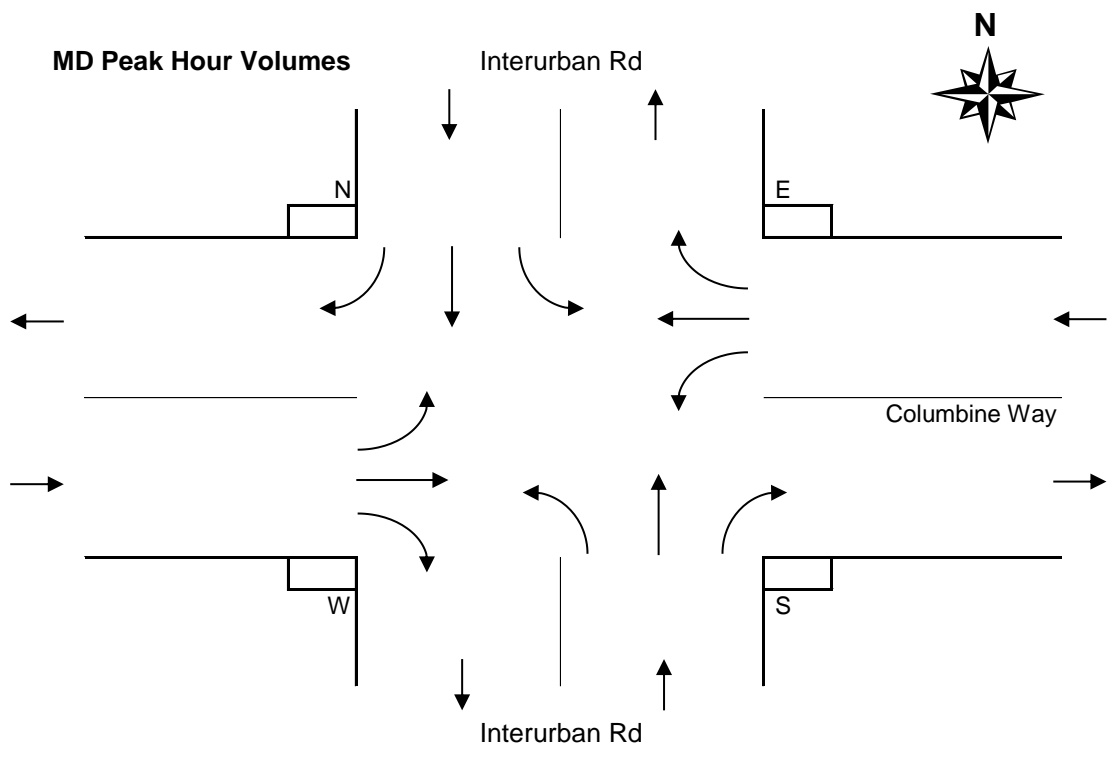 N
MD Peak Hour Volumes
Interurban Rd
N
E
Columbine Way
W
S
Interurban Rd